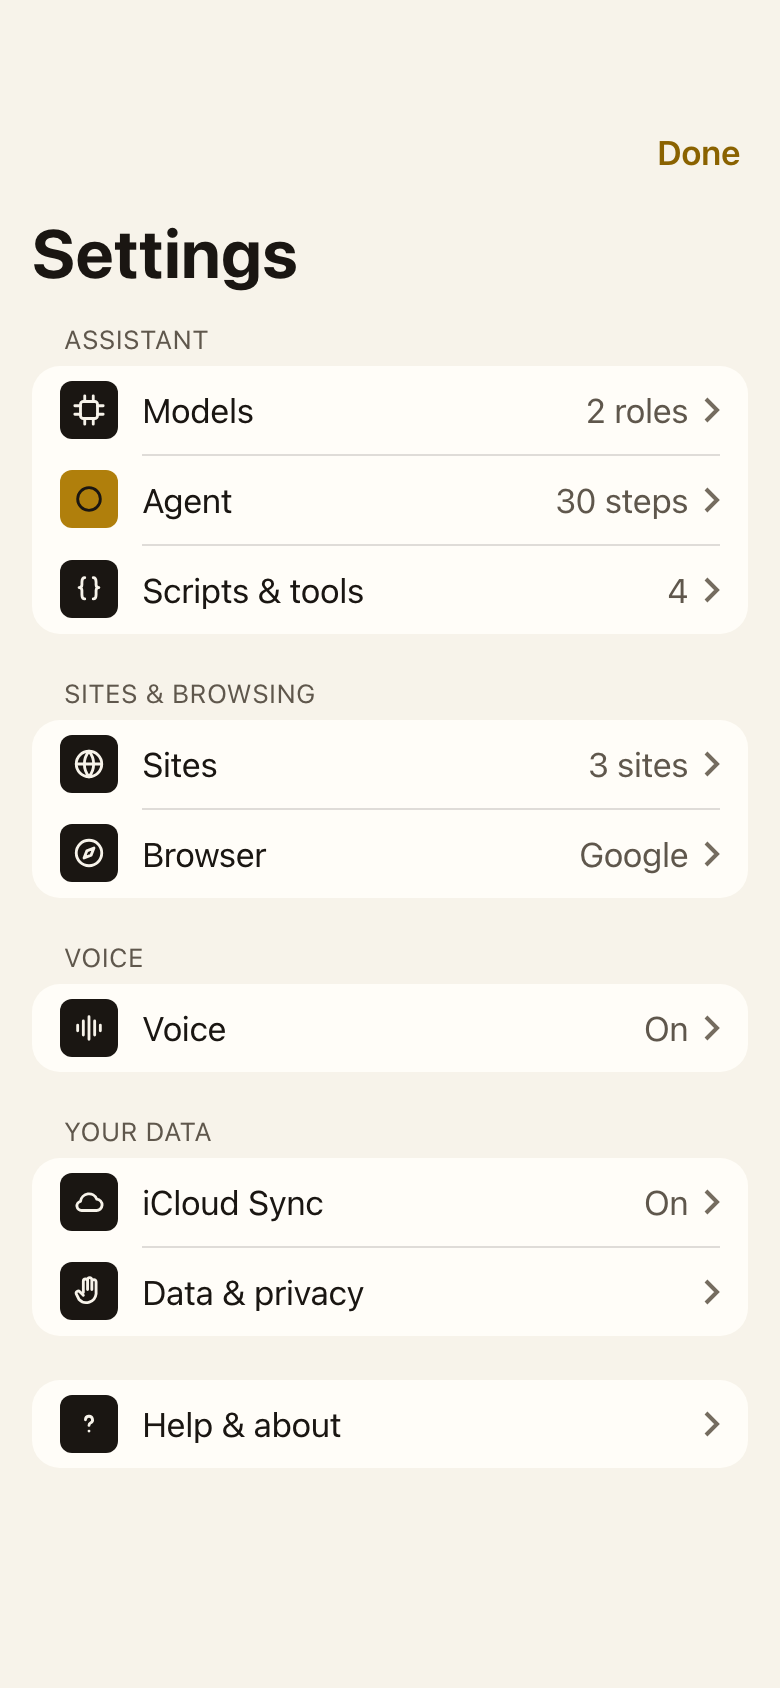 Done
Settings
ASSISTANT
Models 2 roles
Agent 30 steps
{} Scripts & tools 4
SITES & BROWSING
Sites 3 sites
Browser Google
VOICE
Voice On
YOUR DATA
iCloud Sync On
Data & privacy
? Help & about